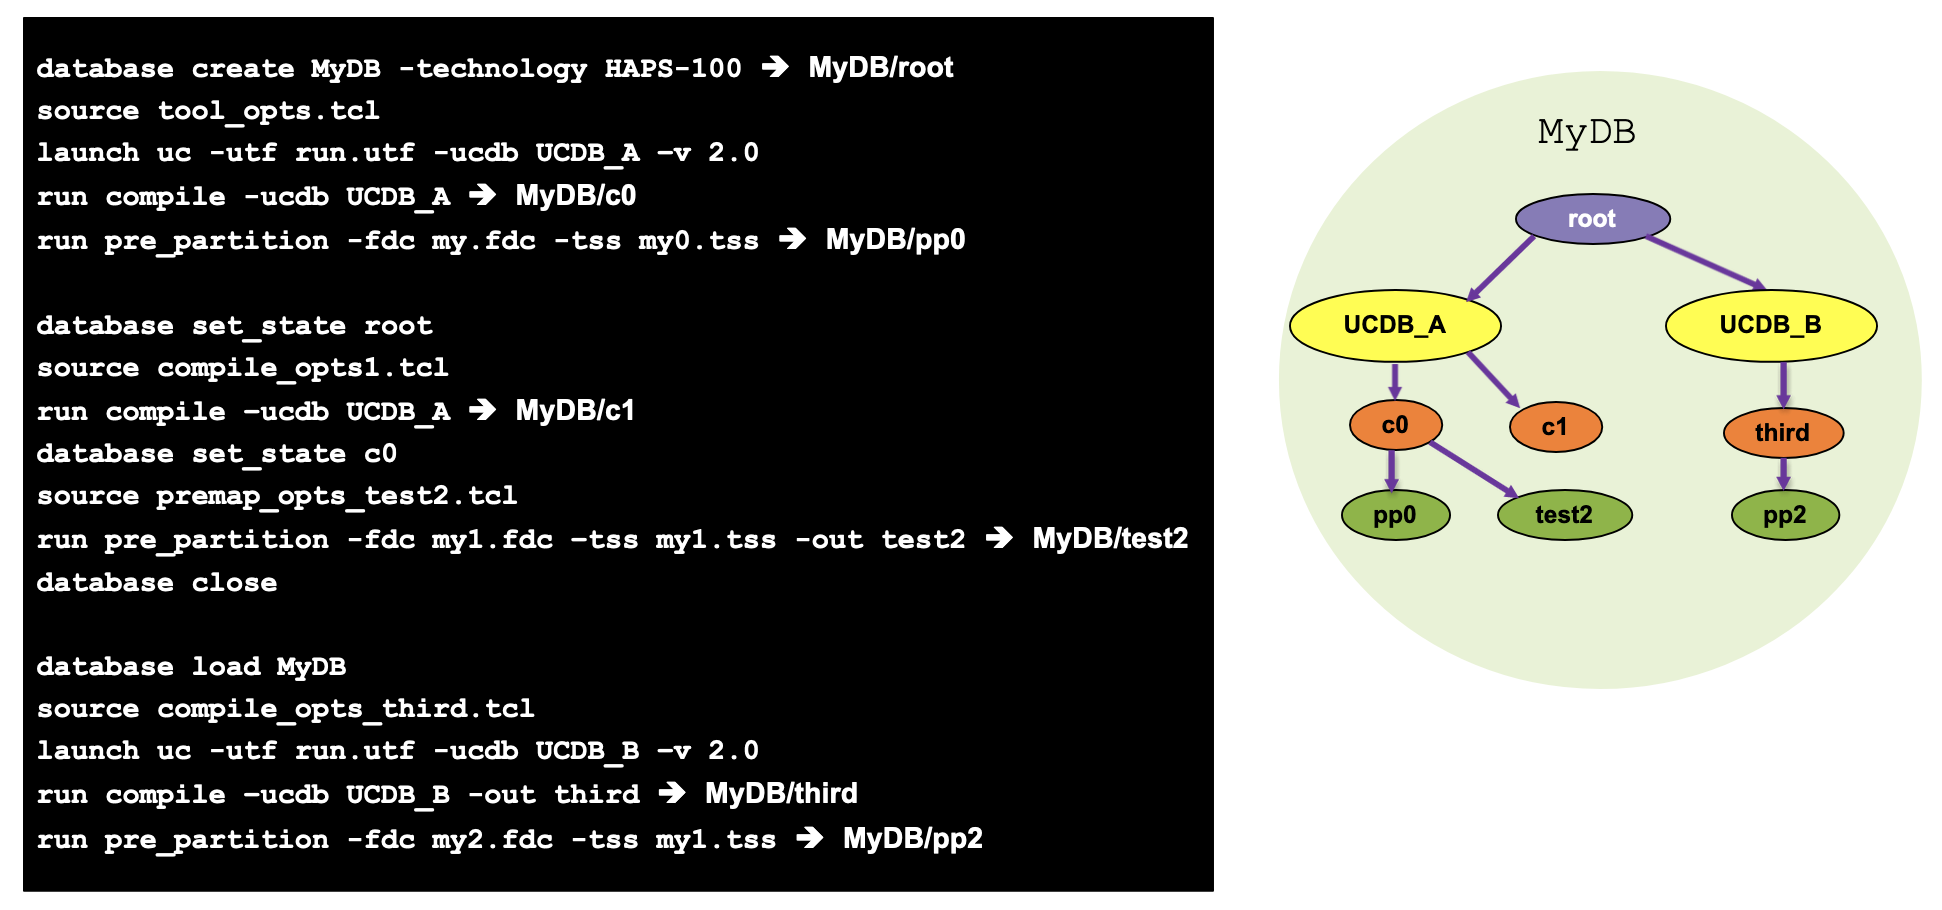 database create MyDB -technology HAPS-100 ➔ MyDB/root
source tool_opts.tcl
launch uc -utf run.utf -ucdb UCDB_A –v 2.0
run compile -ucdb UCDB_A ➔ MyDB/c0
run pre_partition -fdc my.fdc -tss my0.tss ➔ MyDB/pp0
database set_state root
source compile_opts1.tcl
run compile –ucdb UCDB_A ➔ MyDB/c1
database set_state c0
source premap_opts_test2.tcl
run pre_partition -fdc my1.fdc –tss my1.tss -out test2 ➔ MyDB/test2
database close
database load MyDB
source compile_opts_third.tcl
launch uc -utf run.utf -ucdb UCDB_B –v 2.0
run compile –ucdb UCDB_B -out third ➔ MyDB/third
run pre_partition -fdc my2.fdc -tss my1.tss ➔ MyDB/pp2
MyDB
root
UCDB_A UCDB_B
c0 c1 third
pp0 test2 pp2